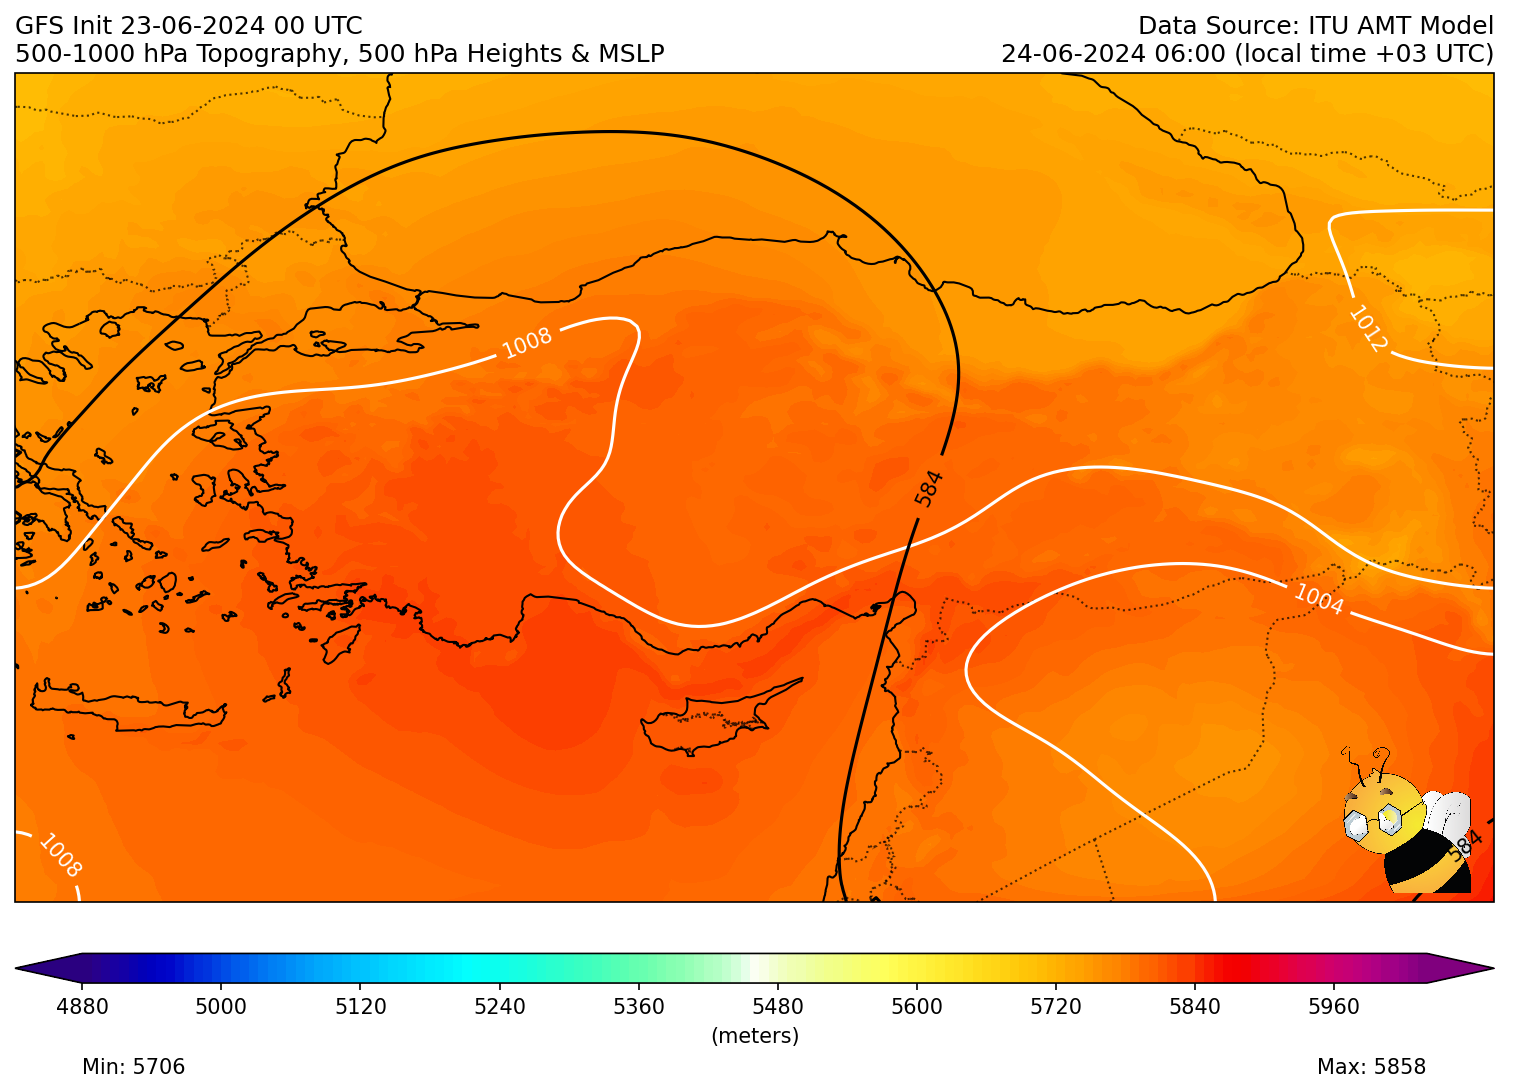 GFS Init 23-06-2024 00 UTC
Data Source: ITU AMT Model
500-1000 hPa Topography, 500 hPa Heights & MSLP
24-06-2024 06:00 (local time +03 UTC)
1012
1008
584
1004
1008
584
4880 5000 5120 5240 5360 5480 5600 5720 5840 5960
(meters)
Min: 5706
Max: 5858